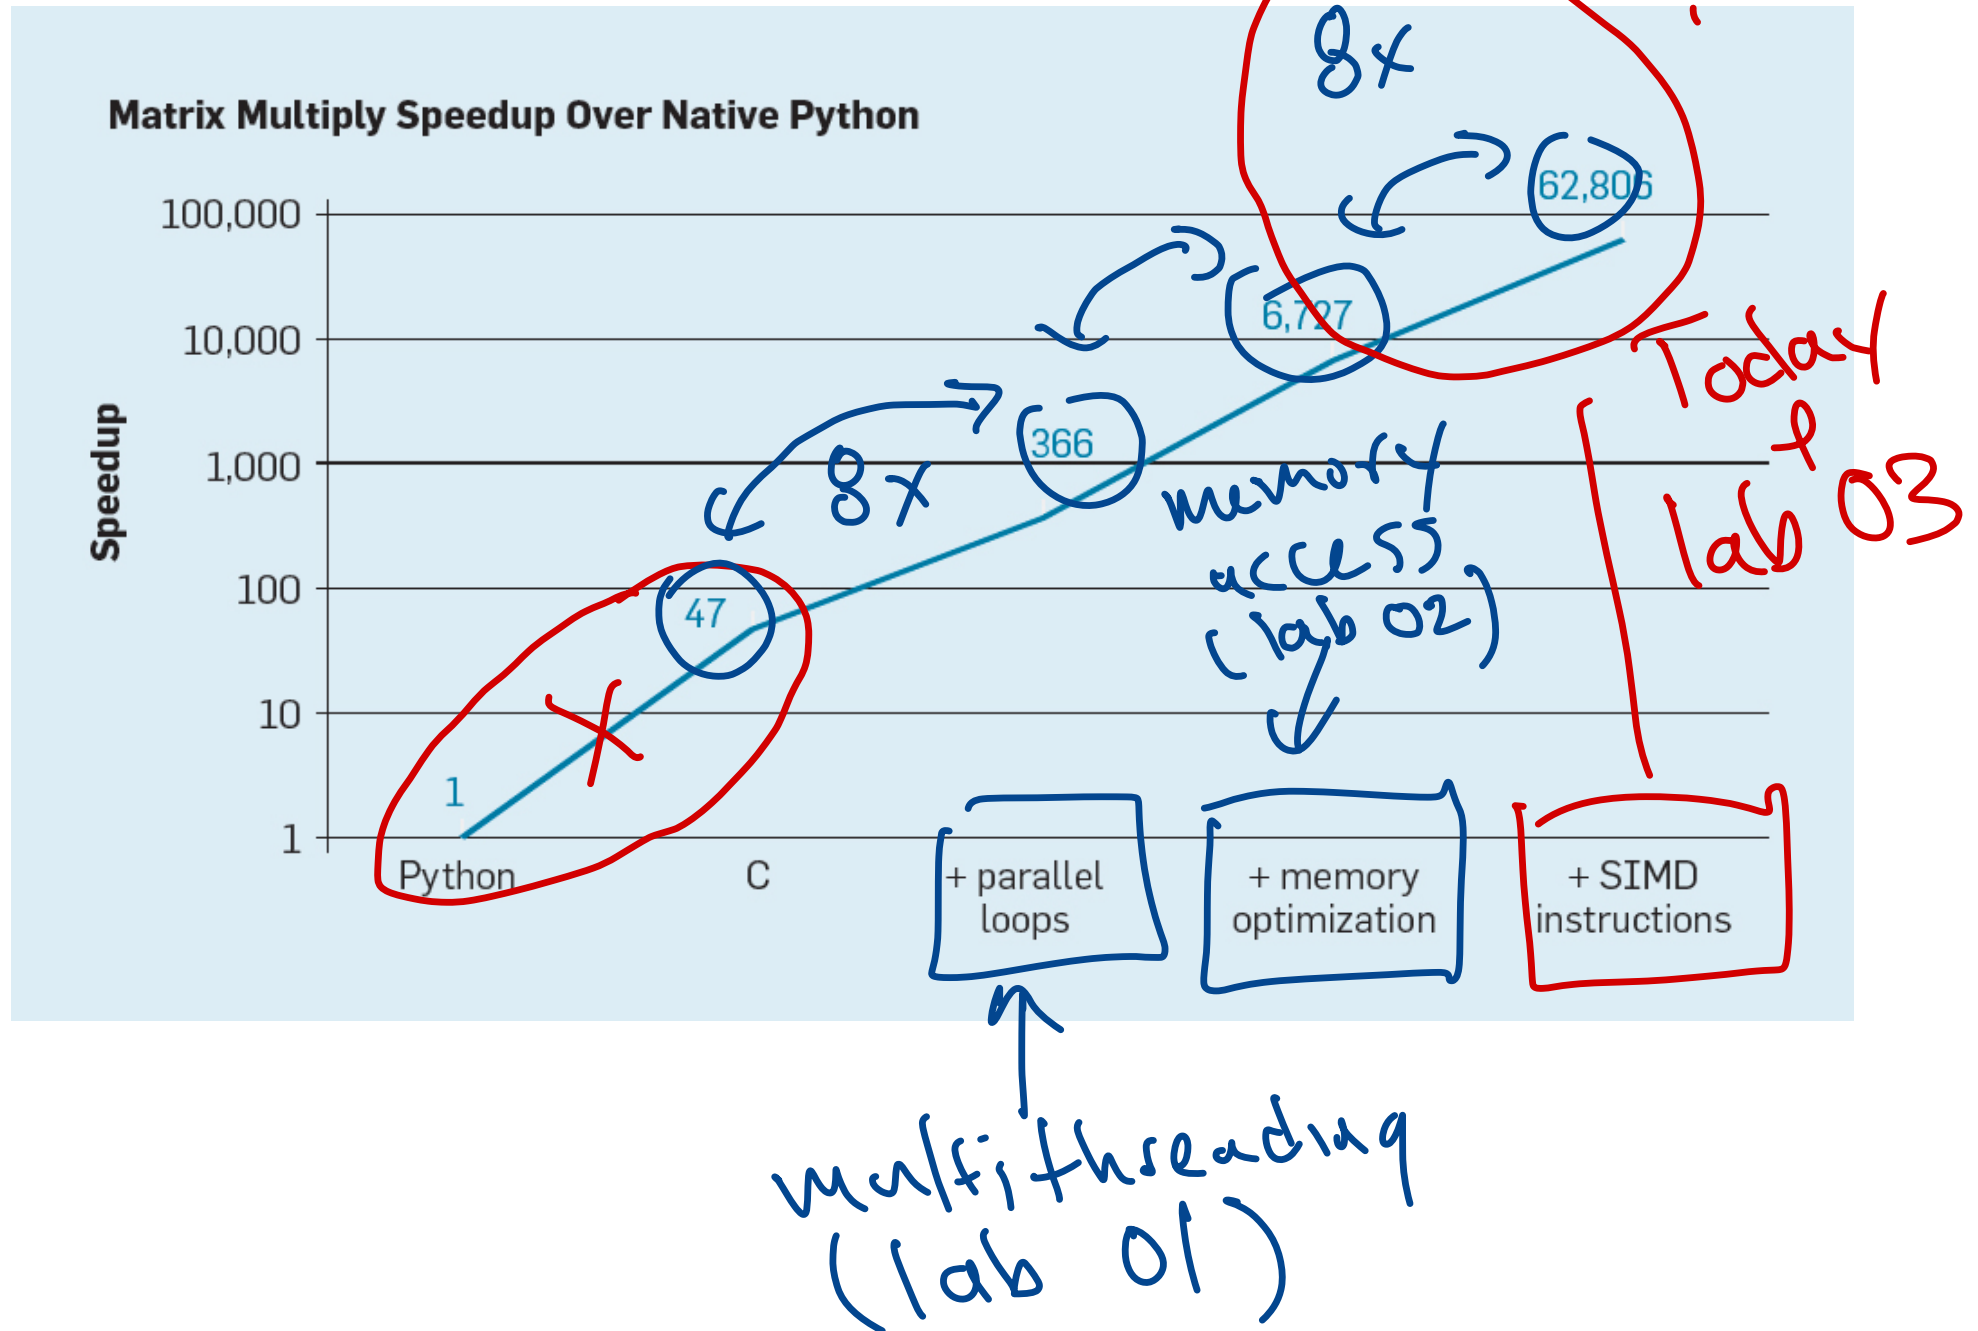 8x
Matrix Multiply Speedup Over Native Python
62,806
100,000
6,727
10,000
Today
+
lab 03
366
1,000
8x
memory
access
(lab 02)
Speedup
100
47
10
1
1
Python
C
+ parallel
loops
+ memory
optimization
+ SIMD
instructions
multithreading
(lab 01)